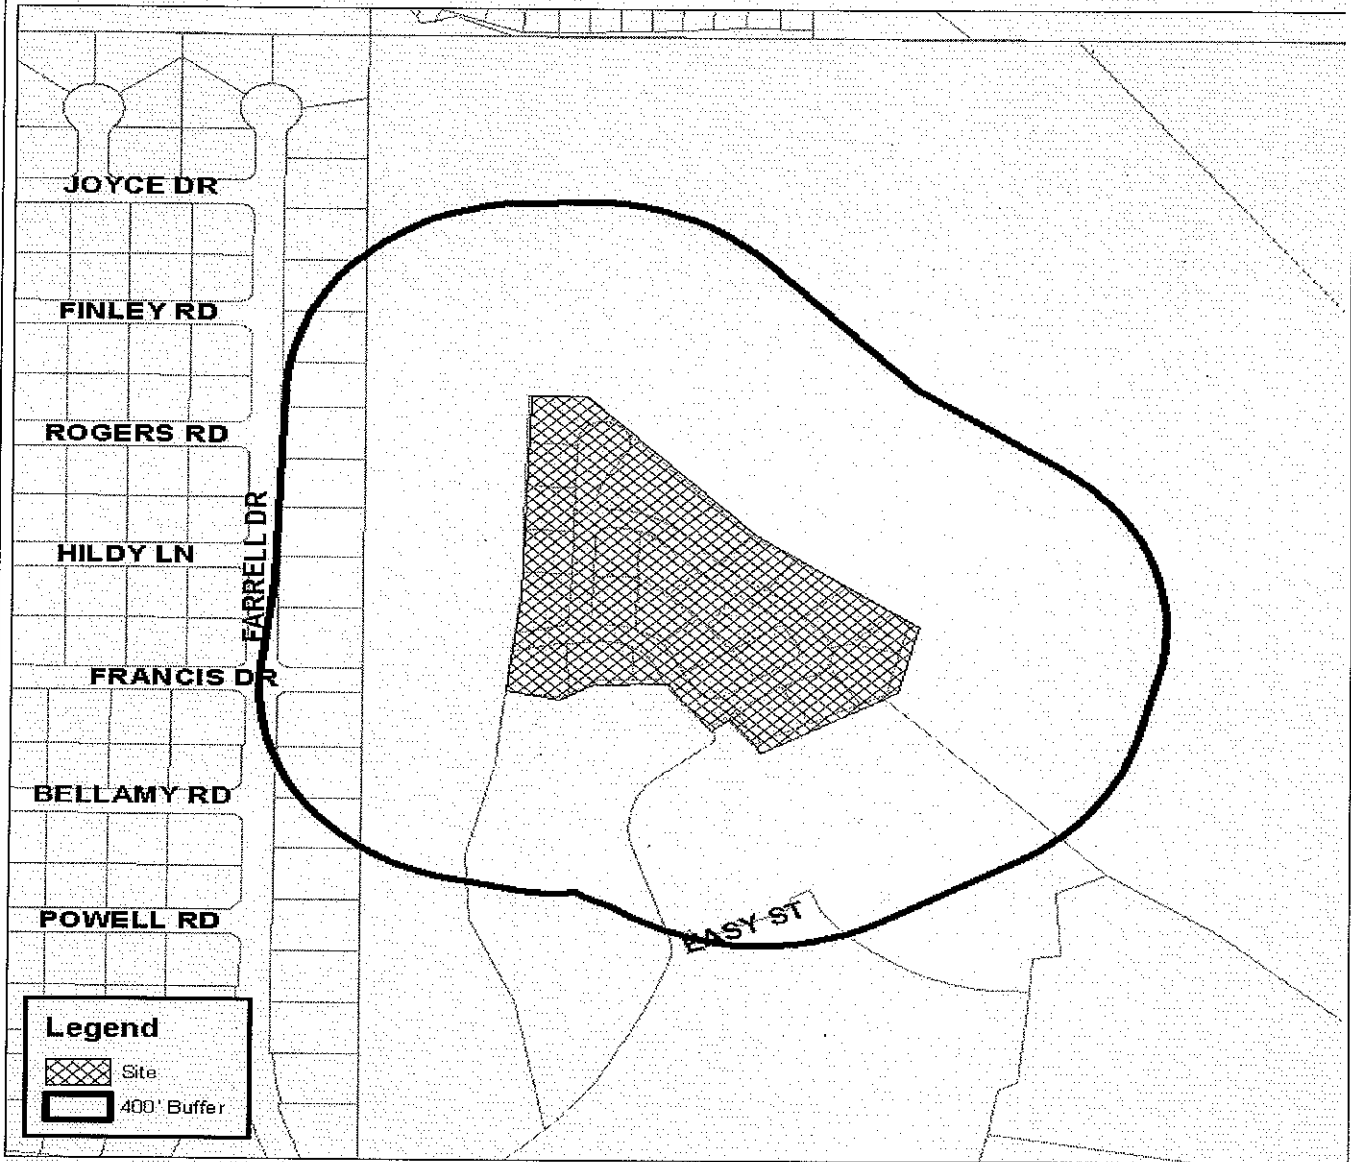 JOYCE DR
FINLEY RD
ROGERS RD
FARRELL DR
HILDY LN
FRANCIS DR
BELLAMY RD
EASY ST
POWELL RD
Legend
Site
400' Buffer